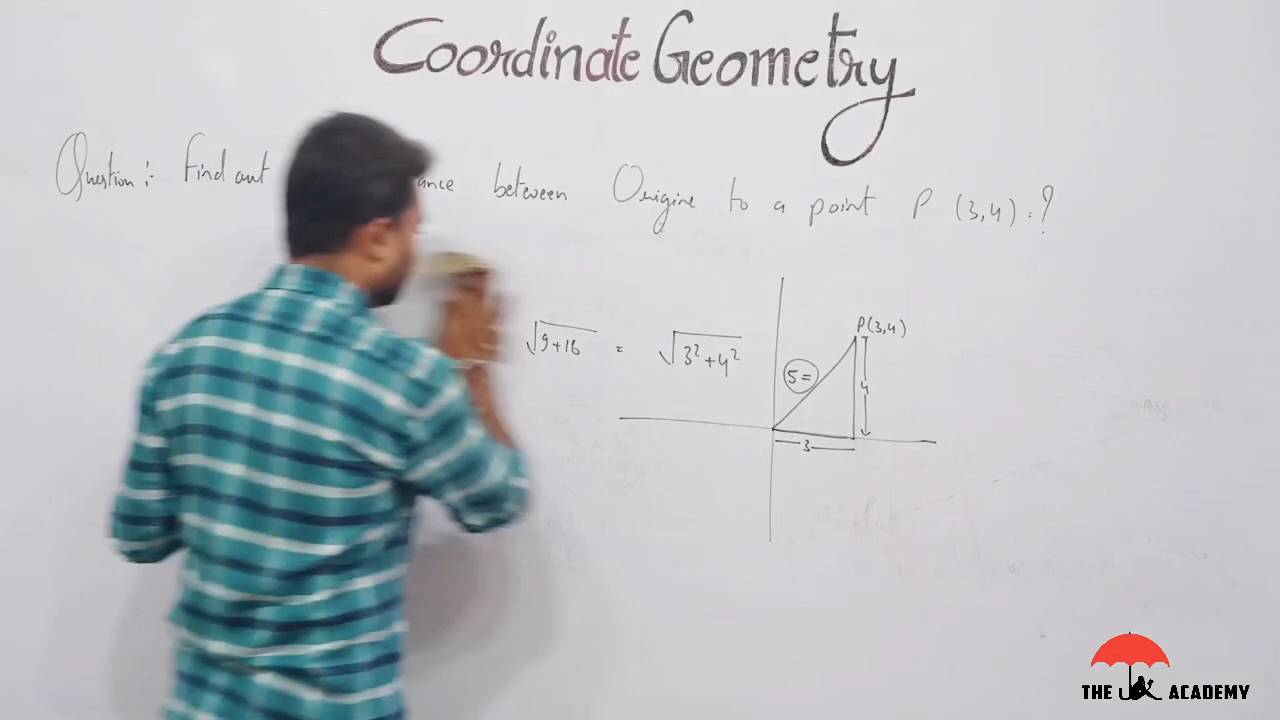 Coordinate Geometry
Question :- Find out ance between Origine to a point P (3,4).?
√9+16 = √3²+4²
P(3,4)
5=
4
3
THE ACADEMY